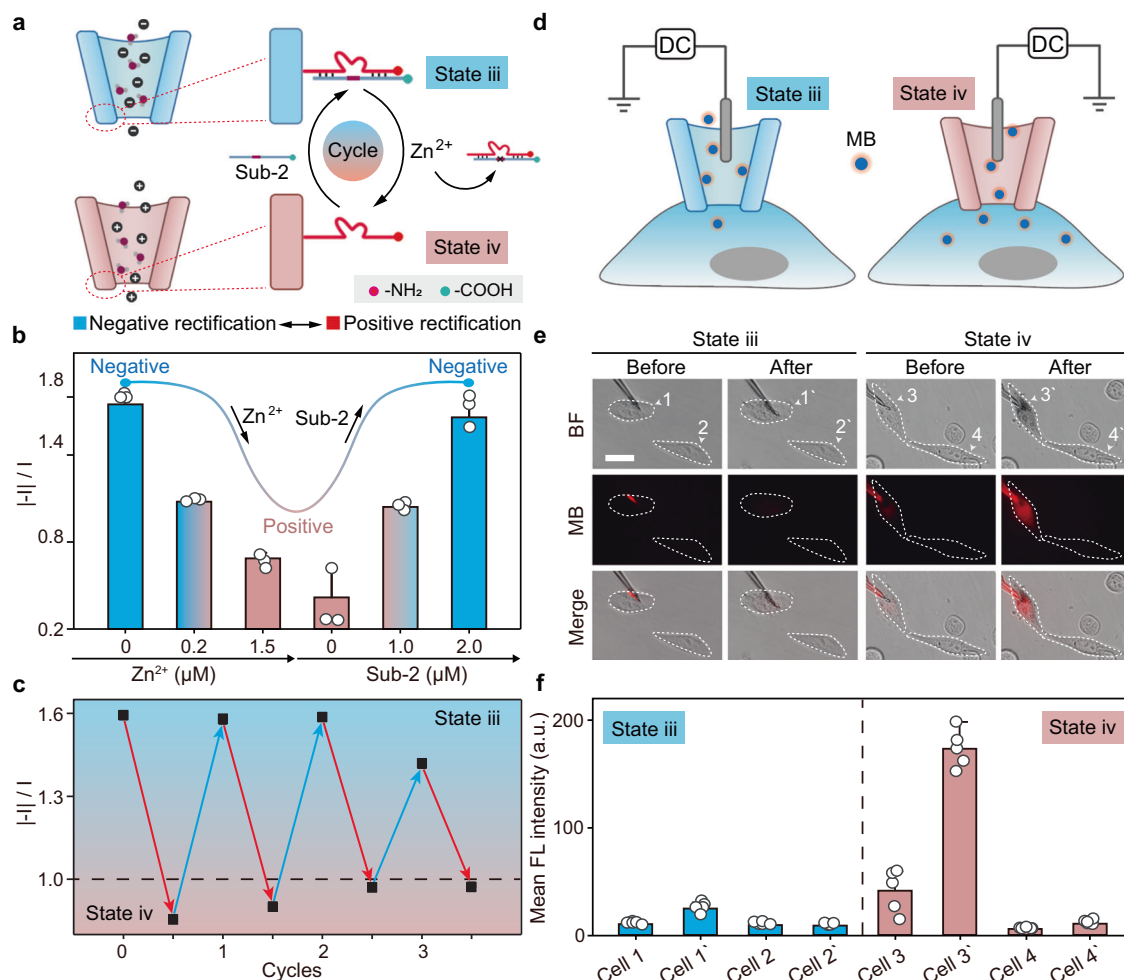 a
State iii
Cycle
Zn²⁺
Sub-2
State iv
-NH₂
-COOH
Negative rectification
Positive rectification
b
|-I| / I
1.8
1.4
0.8
0.2
Negative
Negative
Zn²⁺
Sub-2
Positive
0
0.2
1.5
0
1.0
2.0
Zn²⁺ (μM)
Sub-2 (μM)
c
|-I| / I
1.6
1.3
1.0
State iii
State iv
0
1
2
3
Cycles
d
DC
DC
State iii
State iv
MB
e
State iii
State iv
Before
After
Before
After
BF
MB
Merge
1
2
1`
2`
3
4
3`
4`
f
Mean FL intensity (a.u.)
200
100
0
State iii
State iv
Cell 1
Cell 1`
Cell 2
Cell 2`
Cell 3
Cell 3`
Cell 4
Cell 4`